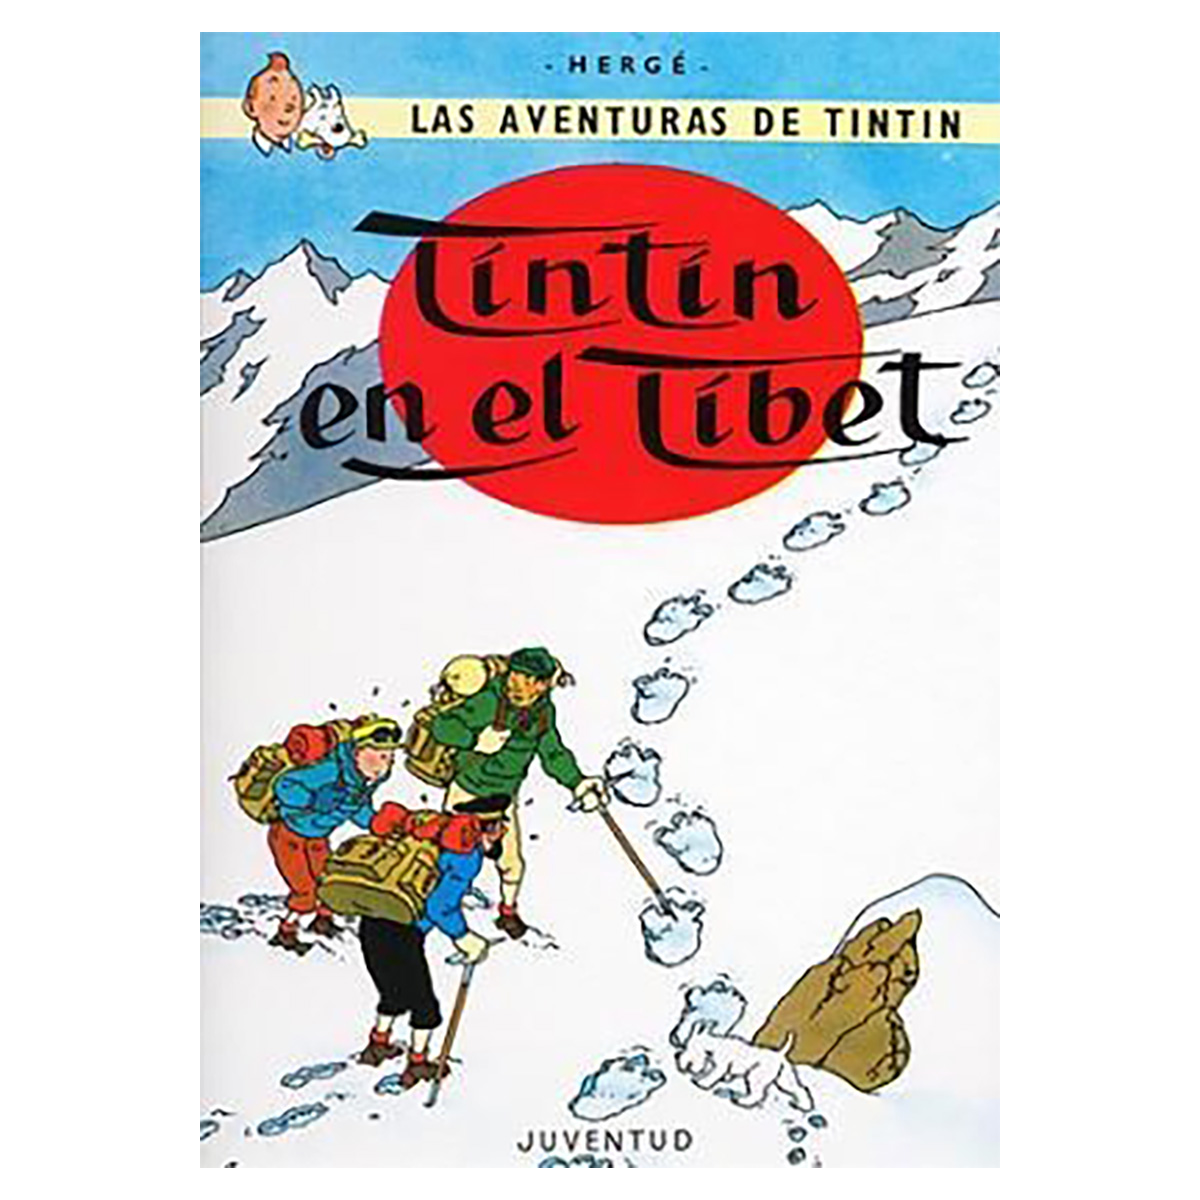 - HERGÉ -
LAS AVENTURAS DE TINTIN
Tintín
en el Tíbet
JUVENTUD